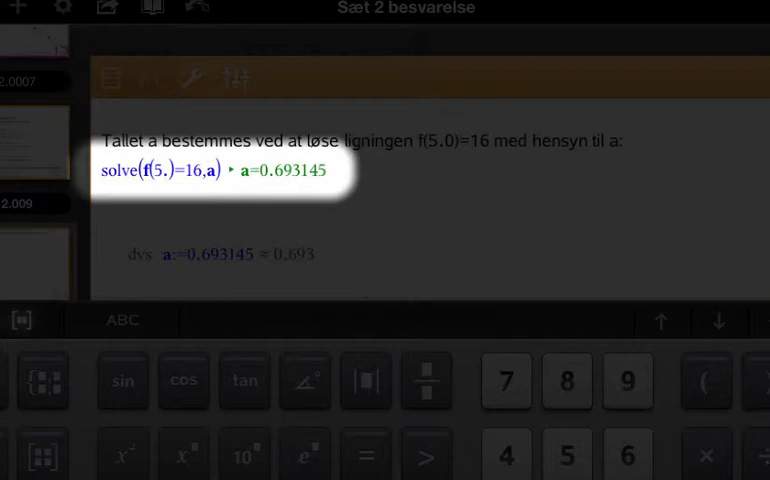 Sæt 2 besvarelse
2.0007
Tallet a bestemmes ved at løse ligningen f(5.0)=16 med hensyn til a:
solve(f(5.)=16,a) ▸ a=0.693145
2.009
dvs a:=0.693145 ≈ 0.693
ABC ↑ ↓
sin cos tan 7 8 9 (
x² x 10 e = > 4 5 6 × ÷